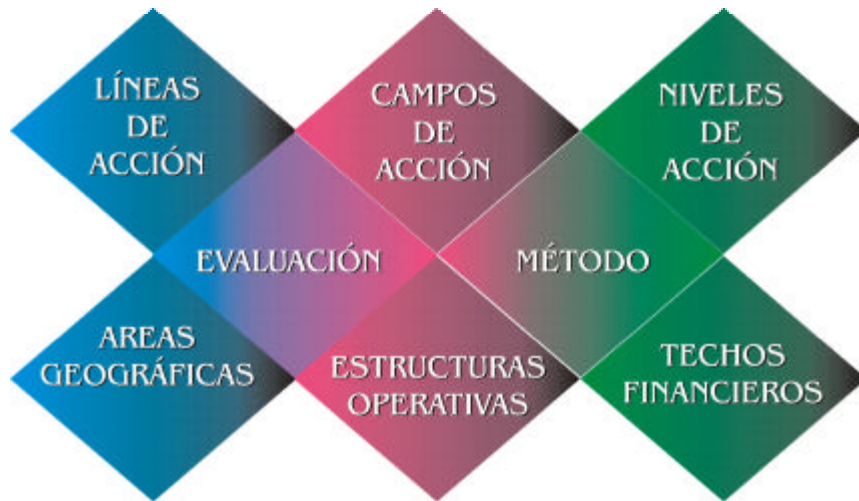 LÍNEAS
DE
ACCIÓN
CAMPOS
DE
ACCIÓN
NIVELES
DE
ACCIÓN
EVALUACIÓN
MÉTODO
AREAS
GEOGRÁFICAS
ESTRUCTURAS
OPERATIVAS
TECHOS
FINANCIEROS